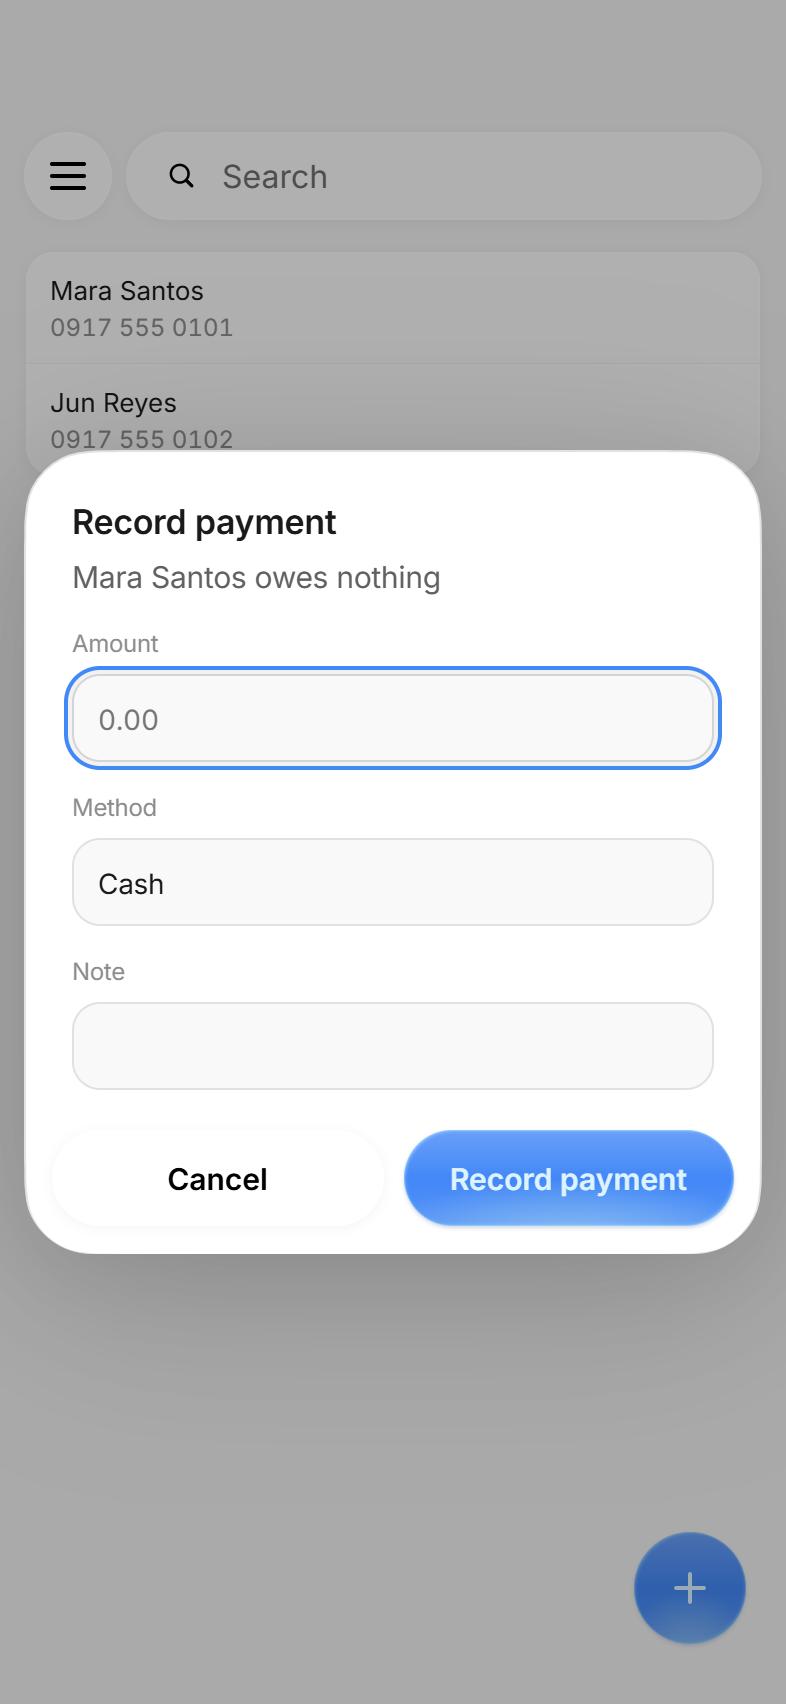 Search
Mara Santos
0917 555 0101
Jun Reyes
0917 555 0102
Record payment
Mara Santos owes nothing
Amount
0.00
Method
Cash
Note
Cancel
Record payment